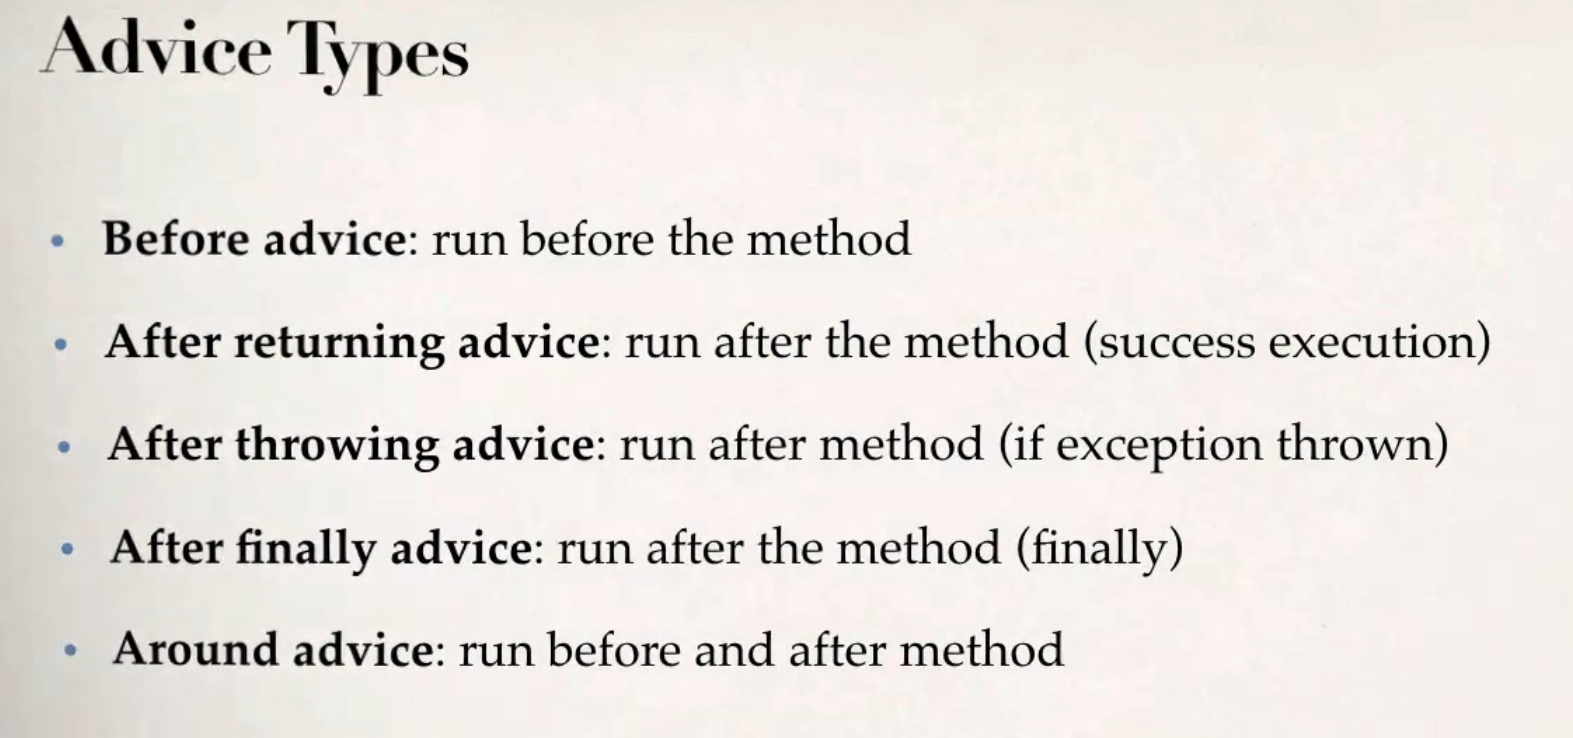 Advice Types
• Before advice: run before the method
• After returning advice: run after the method (success execution)
• After throwing advice: run after method (if exception thrown)
• After finally advice: run after the method (finally)
• Around advice: run before and after method